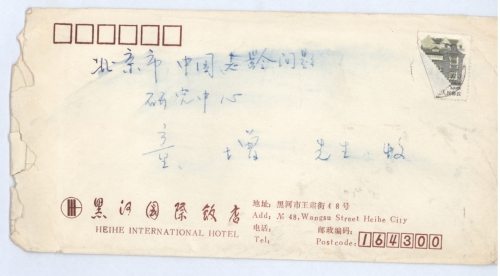 北京市 中国老龄问题
研究中心
童 增 先生 收
黑河国际饭店
HEIHE INTERNATIONAL HOTEL
地址: 黑河市王肃街48号
Add: № 48. Wangsu Street Heihe City
电话: 邮政编码:
Tel: Postcode: 164300